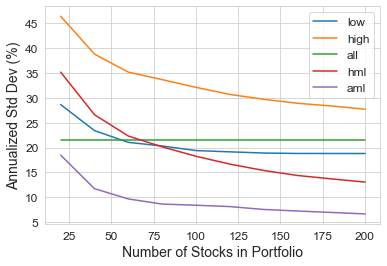 low
high
all
hml
aml
45
40
35
30
25
20
15
10
5
Annualized Std Dev (%)
25 50 75 100 125 150 175 200
Number of Stocks in Portfolio